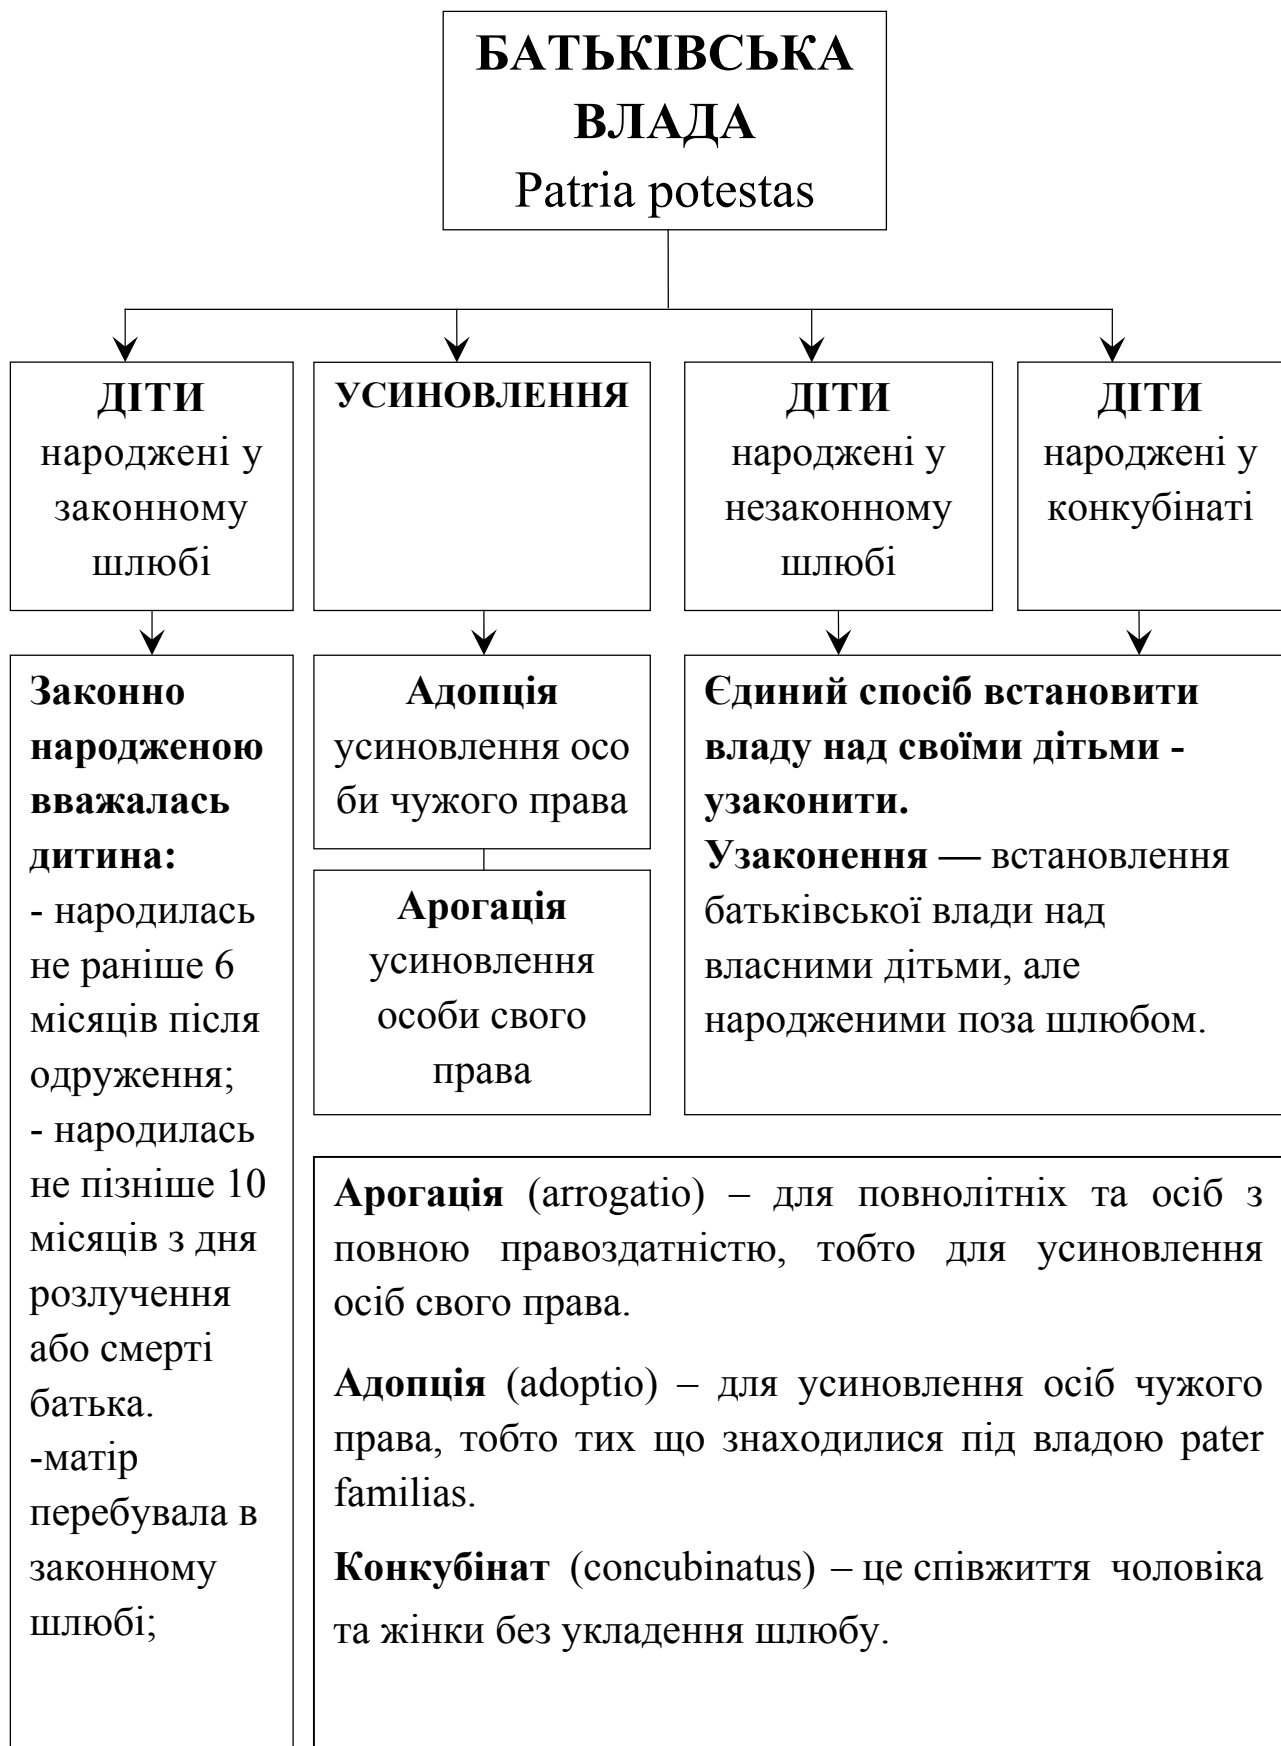 БАТЬКІВСЬКА
ВЛАДА
Patria potestas
ДІТИ
народжені у
законному
шлюбі
УСИНОВЛЕННЯ
ДІТИ
народжені у
незаконному
шлюбі
ДІТИ
народжені у
конкубінаті
Законно
народженою
вважалась
дитина:
- народилась
не раніше 6
місяців після
одруження;
- народилась
не пізніше 10
місяців з дня
розлучення
або смерті
батька.
-матір
перебувала в
законному
шлюбі;
Адопція
усиновлення осо
би чужого права
Арогація
усиновлення
особи свого
права
Єдиний спосіб встановити
владу над своїми дітьми -
узаконити.
Узаконення — встановлення
батьківської влади над
власними дітьми, але
народженими поза шлюбом.
Арогація (arrogatio) – для повнолітніх та осіб з
повною правоздатністю, тобто для усиновлення
осіб свого права.
Адопція (adoptio) – для усиновлення осіб чужого
права, тобто тих що знаходилися під владою pater
familias.
Конкубінат (concubinatus) – це співжиття чоловіка
та жінки без укладення шлюбу.